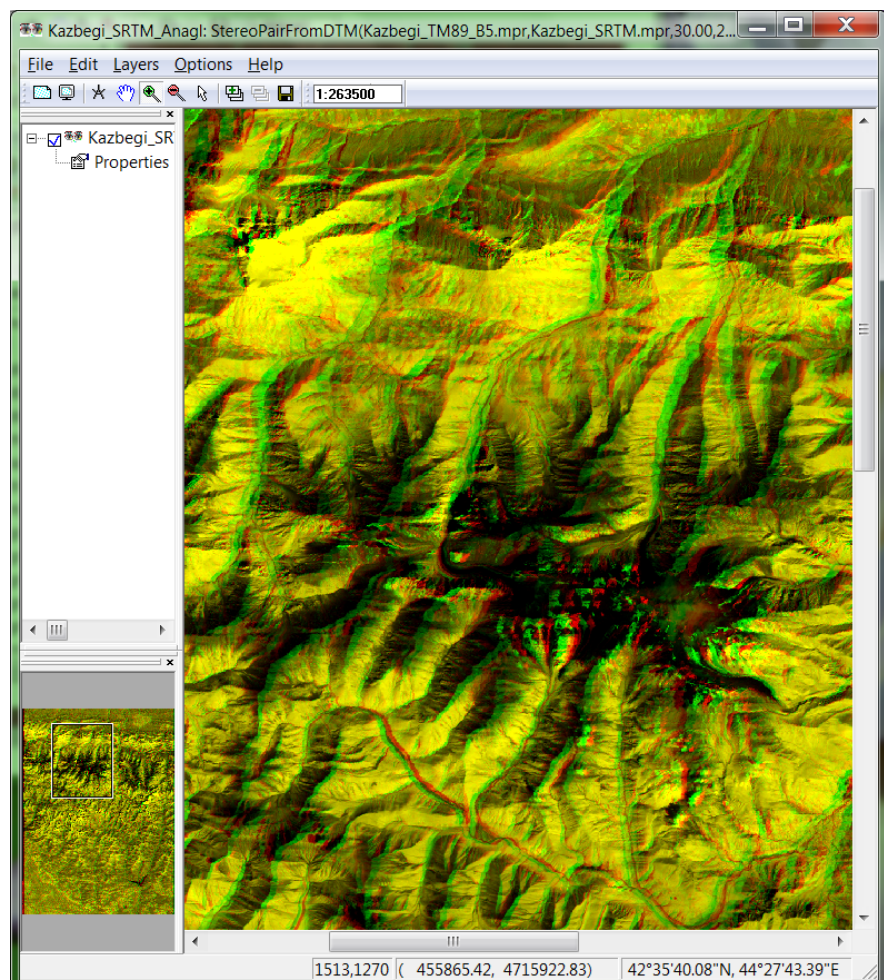 Kazbegi_SRTM_Anagl: StereoPairFromDTM(Kazbegi_TM89_B5.mpr,Kazbegi_SRTM.mpr,30.00,2...
File Edit Layers Options Help
1:263500
Kazbegi_SR
Properties
1513,1270 ( 455865.42, 4715922.83) 42°35'40.08"N, 44°27'43.39"E